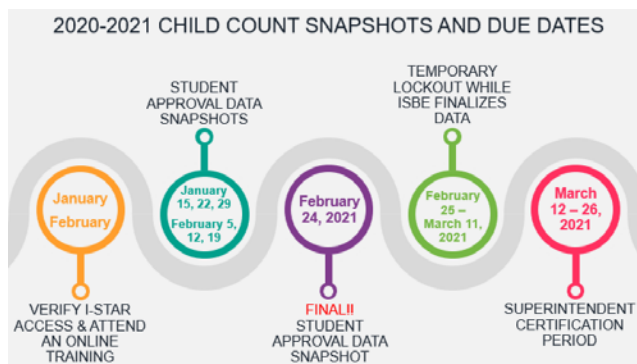 2020-2021 CHILD COUNT SNAPSHOTS AND DUE DATES
January
February
VERIFY I-STAR
ACCESS & ATTEND
AN ONLINE
TRAINING
STUDENT
APPROVAL DATA
SNAPSHOTS
January
15, 22, 29
February 5,
12, 19
February
24, 2021
FINAL!!
STUDENT
APPROVAL DATA
SNAPSHOT
TEMPORARY
LOCKOUT WHILE
ISBE FINALIZES
DATA
February
25 –
March 11,
2021
March
12 – 26,
2021
SUPERINTENDENT
CERTIFICATION
PERIOD